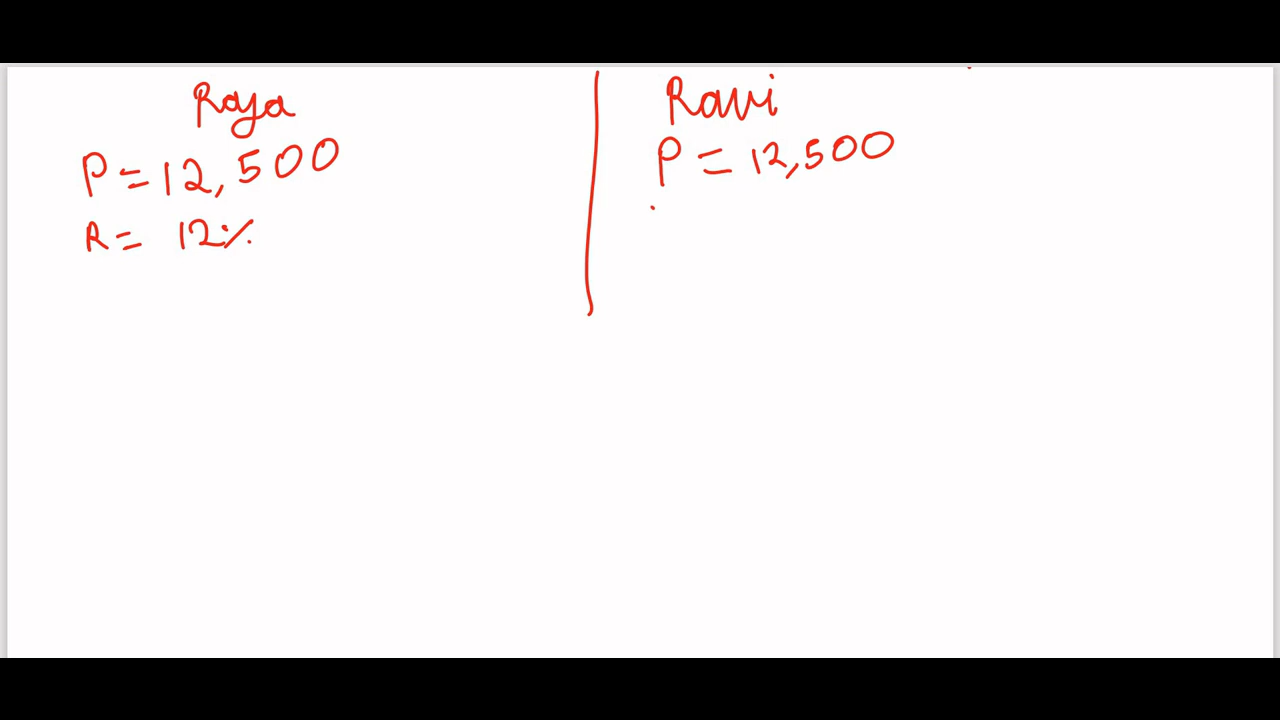 Raja
P = 12,500
R = 12%
Ravi
P = 12,500